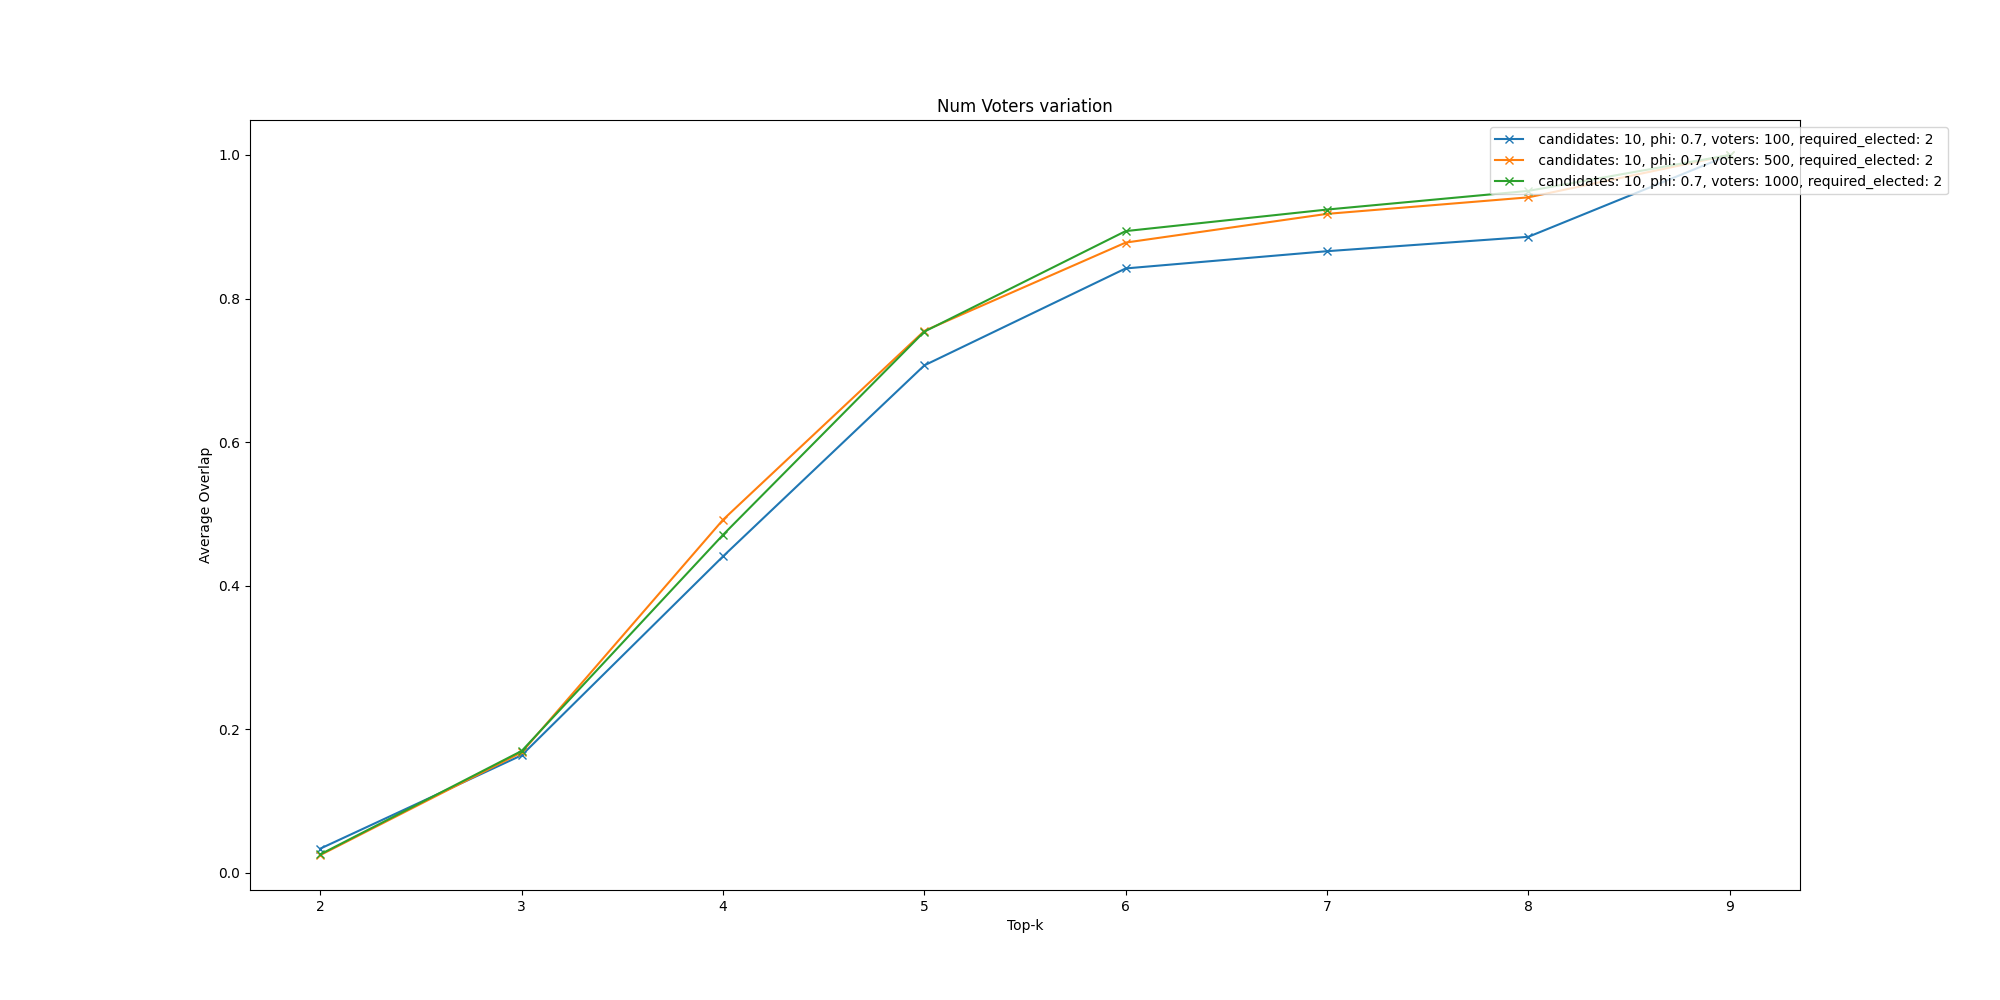 Num Voters variation
candidates: 10, phi: 0.7, voters: 100, required_elected: 2
candidates: 10, phi: 0.7, voters: 500, required_elected: 2
candidates: 10, phi: 0.7, voters: 1000, required_elected: 2
1.0
0.8
0.6
0.4
0.2
0.0
Average Overlap
2 3 4 5 6 7 8 9
Top-k